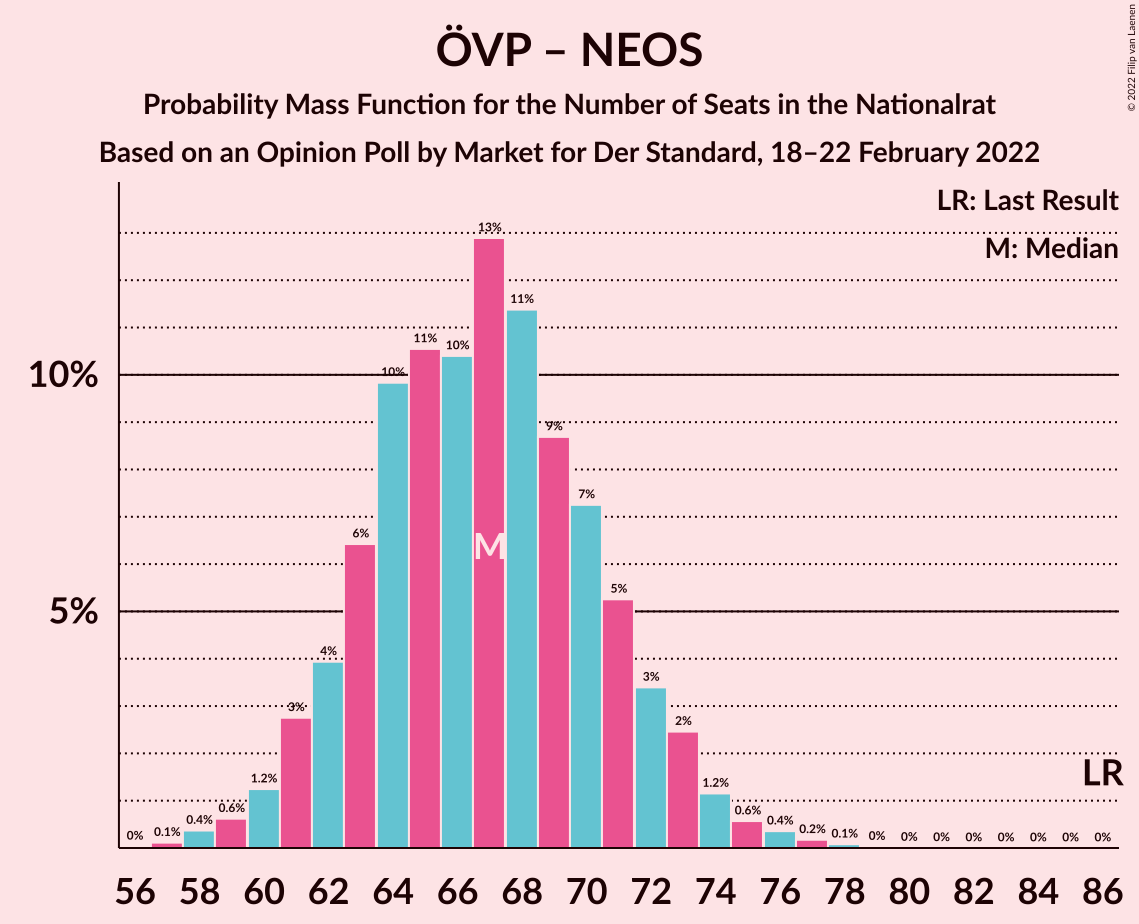 ÖVP – NEOS
Probability Mass Function for the Number of Seats in the Nationalrat
Based on an Opinion Poll by Market for Der Standard, 18–22 February 2022
© 2022 Filip van Laenen
LR: Last Result
M: Median
10%
5%
0% 0.1% 0.4% 0.6% 1.2% 3% 4% 6% 10% 11% 10% 13% 11% 9% 7% 5% 3% 2% 1.2% 0.6% 0.4% 0.2% 0.1% 0% 0% 0% 0% 0% 0% 0% 0%
M
LR
56 58 60 62 64 66 68 70 72 74 76 78 80 82 84 86